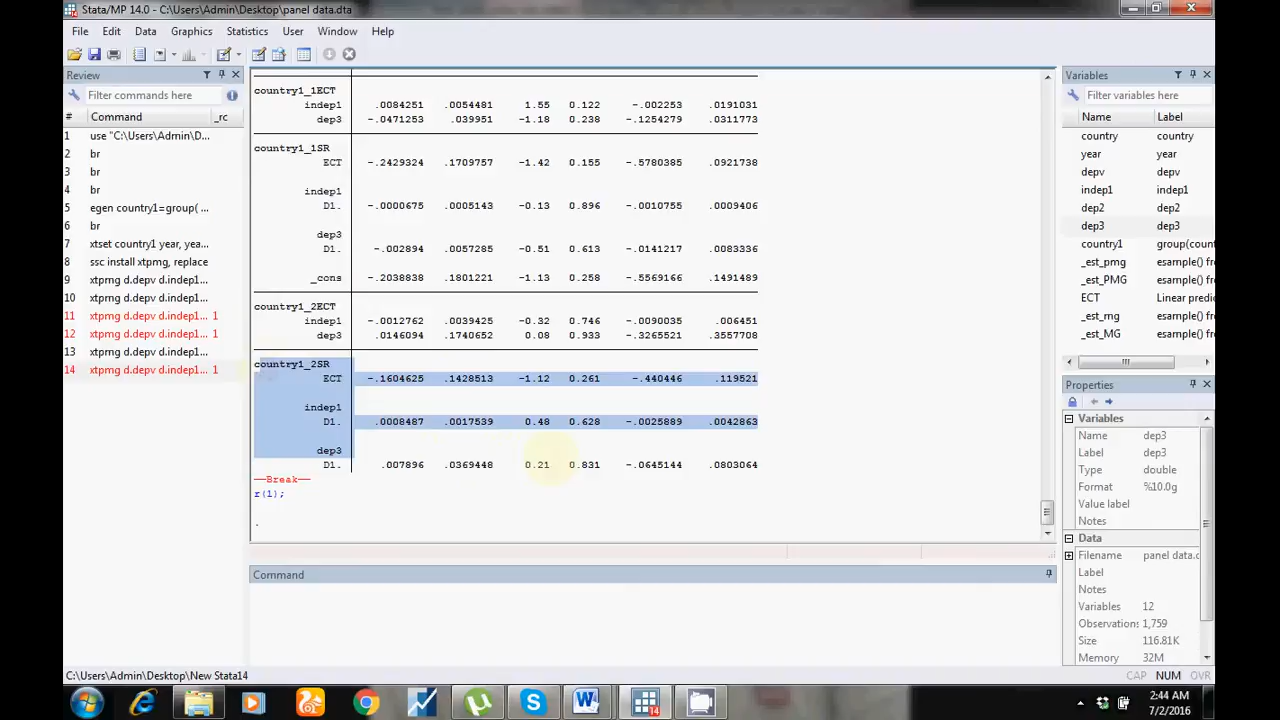 Stata/MP 14.0 - C:\Users\Admin\Desktop\panel data.dta
File Edit Data Graphics Statistics User Window Help
Review
Filter commands here
# Command _rc
1 use "C:\Users\Admin\D...
2 br
3 br
4 br
5 egen country1=group( ...
6 br
7 xtset country1 year, yea...
8 ssc install xtpmg, replace
9 xtpmg d.depv d.indep1...
10 xtpmg d.depv d.indep1...
11 xtpmg d.depv d.indep1... 1
12 xtpmg d.depv d.indep1... 1
13 xtpmg d.depv d.indep1...
14 xtpmg d.depv d.indep1... 1
country1_1ECT
indep1 .0084251 .0054481 1.55 0.122 -.002253 .0191031
dep3 -.0471253 .039951 -1.18 0.238 -.1254279 .0311773
country1_1SR
ECT -.2429324 .1709757 -1.42 0.155 -.5780385 .0921738
indep1
D1. -.0000675 .0005143 -0.13 0.896 -.0010755 .0009406
dep3
D1. -.002894 .0057285 -0.51 0.613 -.0141217 .0083336
_cons -.2038838 .1801221 -1.13 0.258 -.5569166 .1491489
country1_2ECT
indep1 -.0012762 .0039425 -0.32 0.746 -.0090035 .006451
dep3 .0146094 .1740652 0.08 0.933 -.3265521 .3557708
country1_2SR
ECT -.1604625 .1428513 -1.12 0.261 -.440446 .119521
indep1
D1. .0008487 .0017539 0.48 0.628 -.0025889 .0042863
dep3
D1. .007896 .0369448 0.21 0.831 -.0645144 .0803064
—Break—
r(1);
.
Command
Variables
Filter variables here
Name Label
country country
year year
depv depv
indep1 indep1
dep2 dep2
dep3 dep3
country1 group(count
_est_pmg esample() fr
_est_PMG esample() fr
ECT Linear predic
_est_mg esample() fr
_est_MG esample() fr
Properties
Variables
Name dep3
Label dep3
Type double
Format %10.0g
Value label
Notes
Data
Filename panel data.d
Label
Notes
Variables 12
Observations 1,759
Size 116.81K
Memory 32M
C:\Users\Admin\Desktop\New Stata14
CAP NUM OVR
2:44 AM
7/2/2016